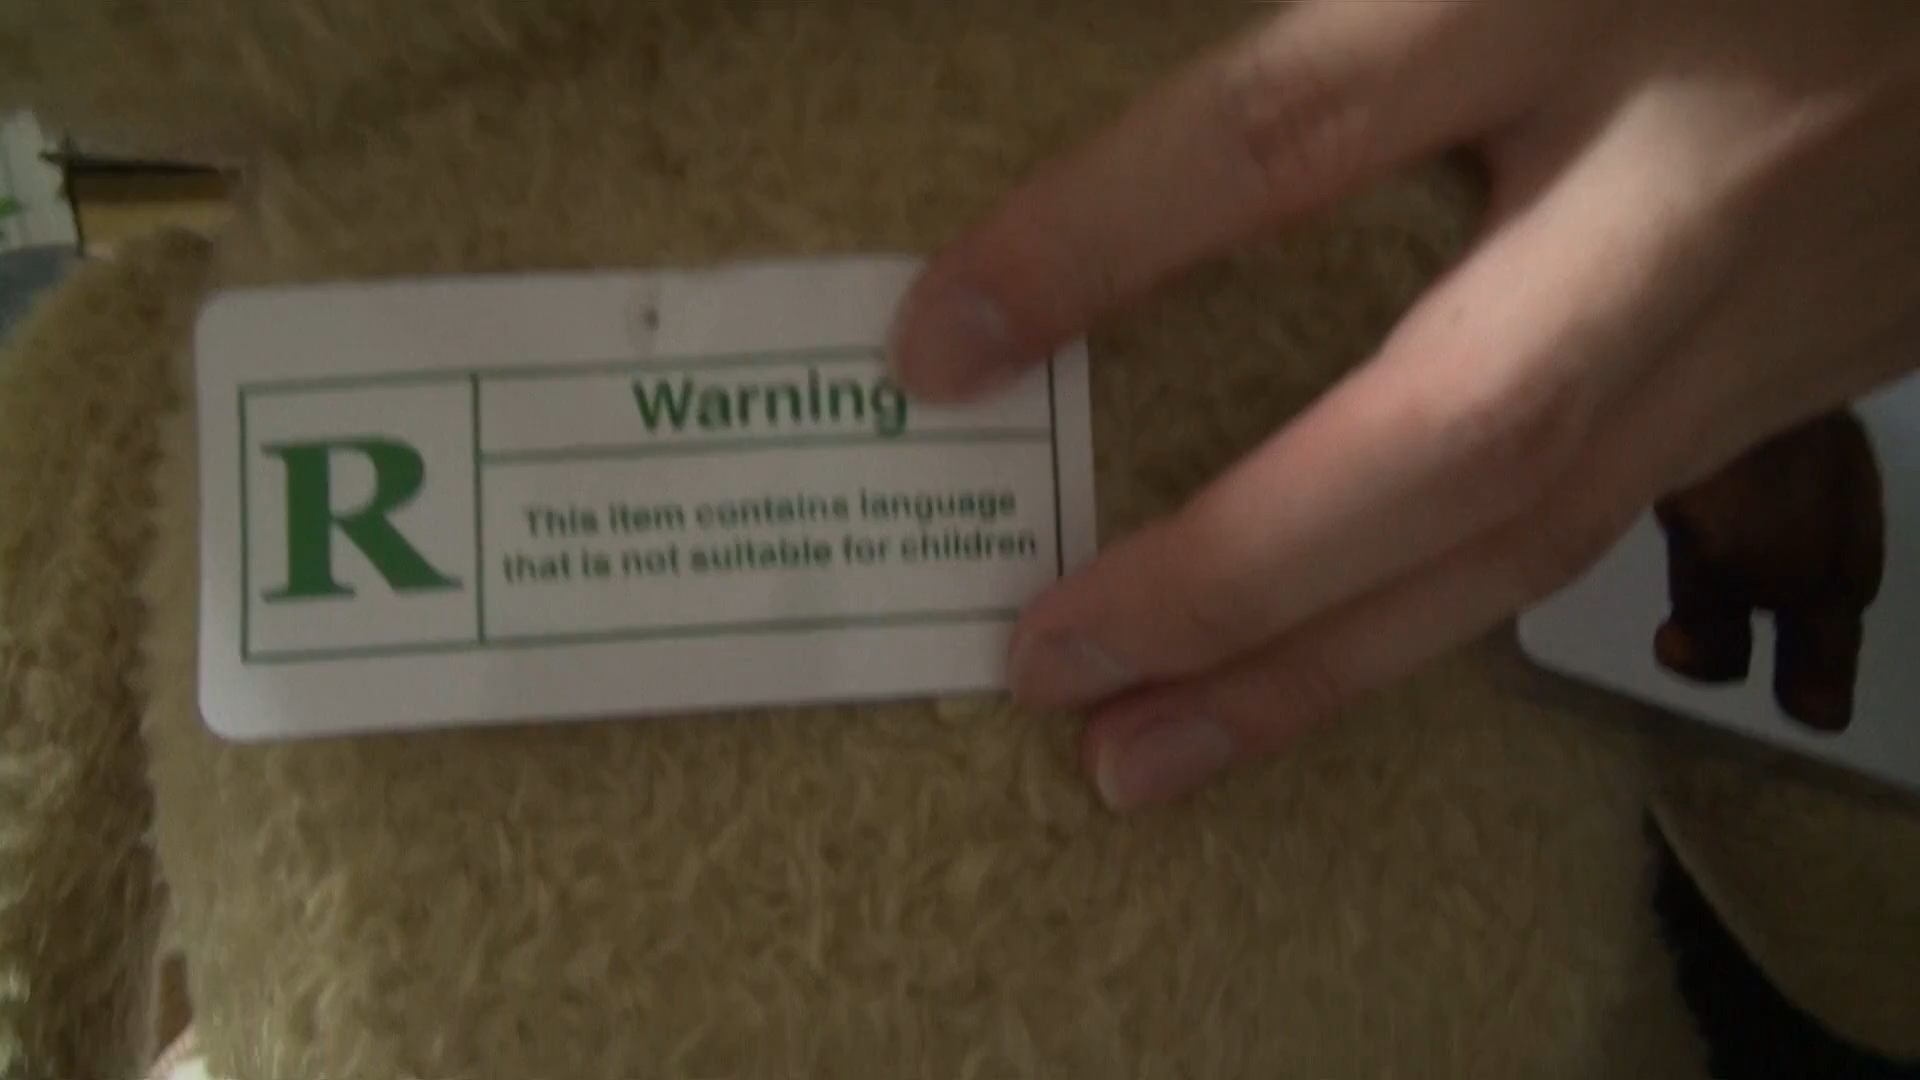 R
Warning
This item contains language
that is not suitable for children